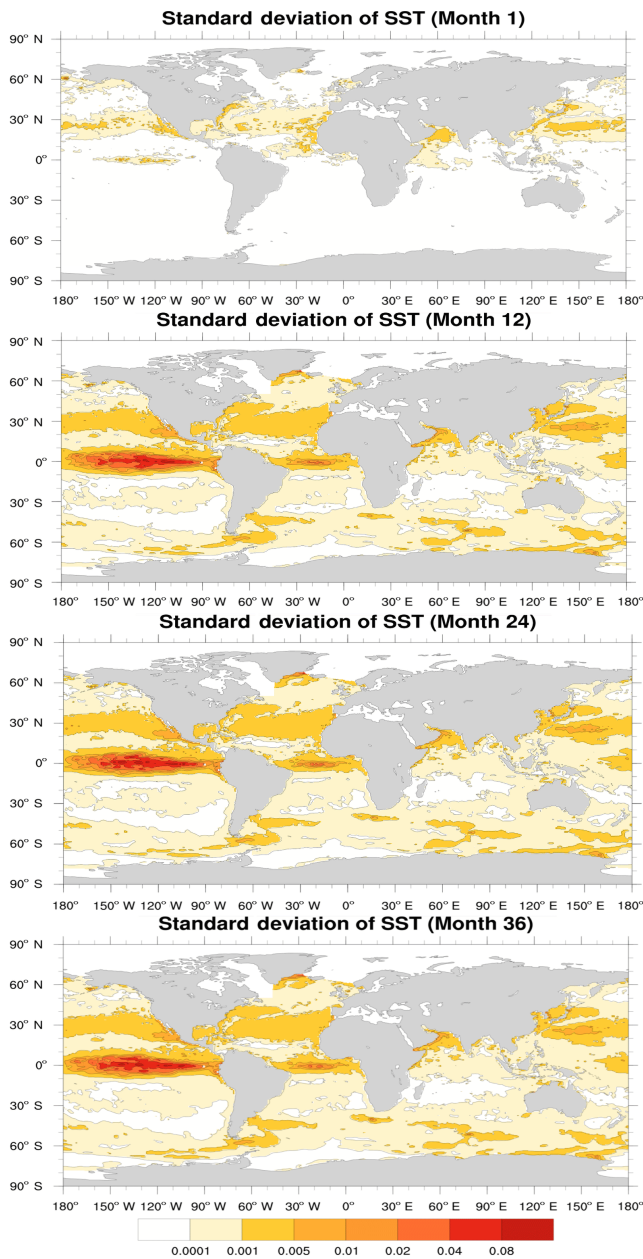 Standard deviation of SST (Month 1)
90° N
60° N
30° N
0°
30° S
60° S
90° S
180° 150° W 120° W 90° W 60° W 30° W 0° 30° E 60° E 90° E 120° E 150° E 180°
Standard deviation of SST (Month 12)
90° N
60° N
30° N
0°
30° S
60° S
90° S
180° 150° W 120° W 90° W 60° W 30° W 0° 30° E 60° E 90° E 120° E 150° E 180°
Standard deviation of SST (Month 24)
90° N
60° N
30° N
0°
30° S
60° S
90° S
180° 150° W 120° W 90° W 60° W 30° W 0° 30° E 60° E 90° E 120° E 150° E 180°
Standard deviation of SST (Month 36)
90° N
60° N
30° N
0°
30° S
60° S
90° S
180° 150° W 120° W 90° W 60° W 30° W 0° 30° E 60° E 90° E 120° E 150° E 180°
0.0001 0.001 0.005 0.01 0.02 0.04 0.08